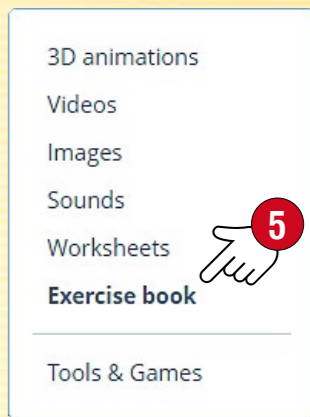 3D animations
Videos
Images
Sounds
5
Worksheets
Exercise book
Tools & Games